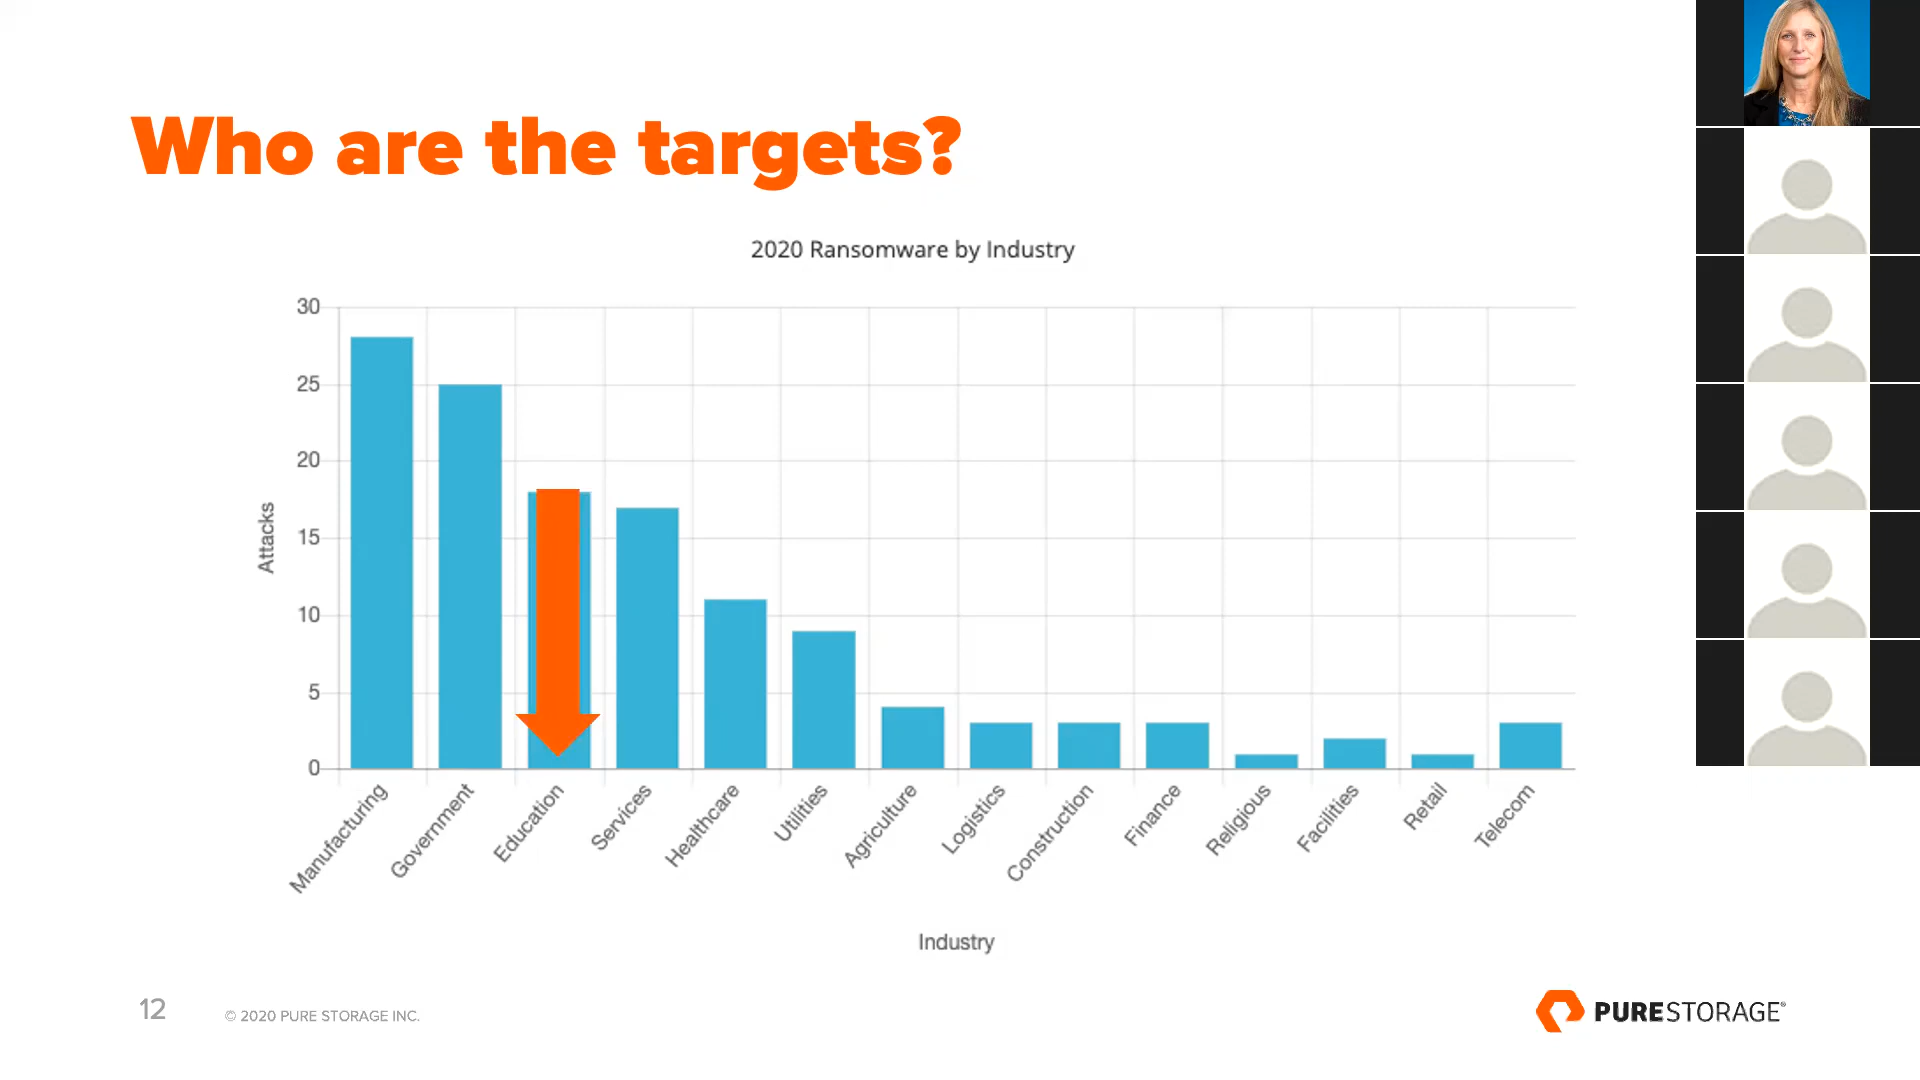 Who are the targets?
2020 Ransomware by Industry
30
25
20
15
10
5
0
Attacks
Manufacturing
Government
Education
Services
Healthcare
Utilities
Agriculture
Logistics
Construction
Finance
Religious
Facilities
Retail
Telecom
Industry
12
© 2020 PURE STORAGE INC.
PURESTORAGE®